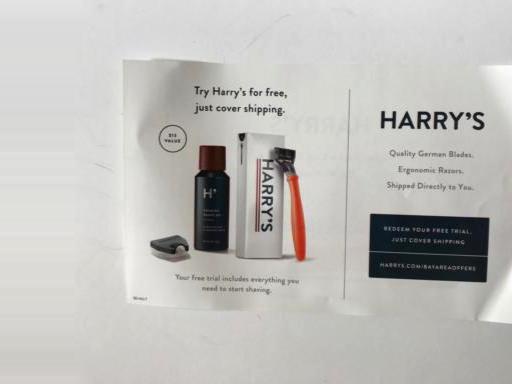 Try Harry's for free,
just cover shipping.
$13
VALUE
H'
HARRY'S
Your free trial includes everything you
need to start shaving.
HARRY'S
Quality German Blades.
Ergonomic Razors.
Shipped Directly to You.
REDEEM YOUR FREE TRIAL,
JUST COVER SHIPPING
HARRYS.COM/BAYAREAOFFERS